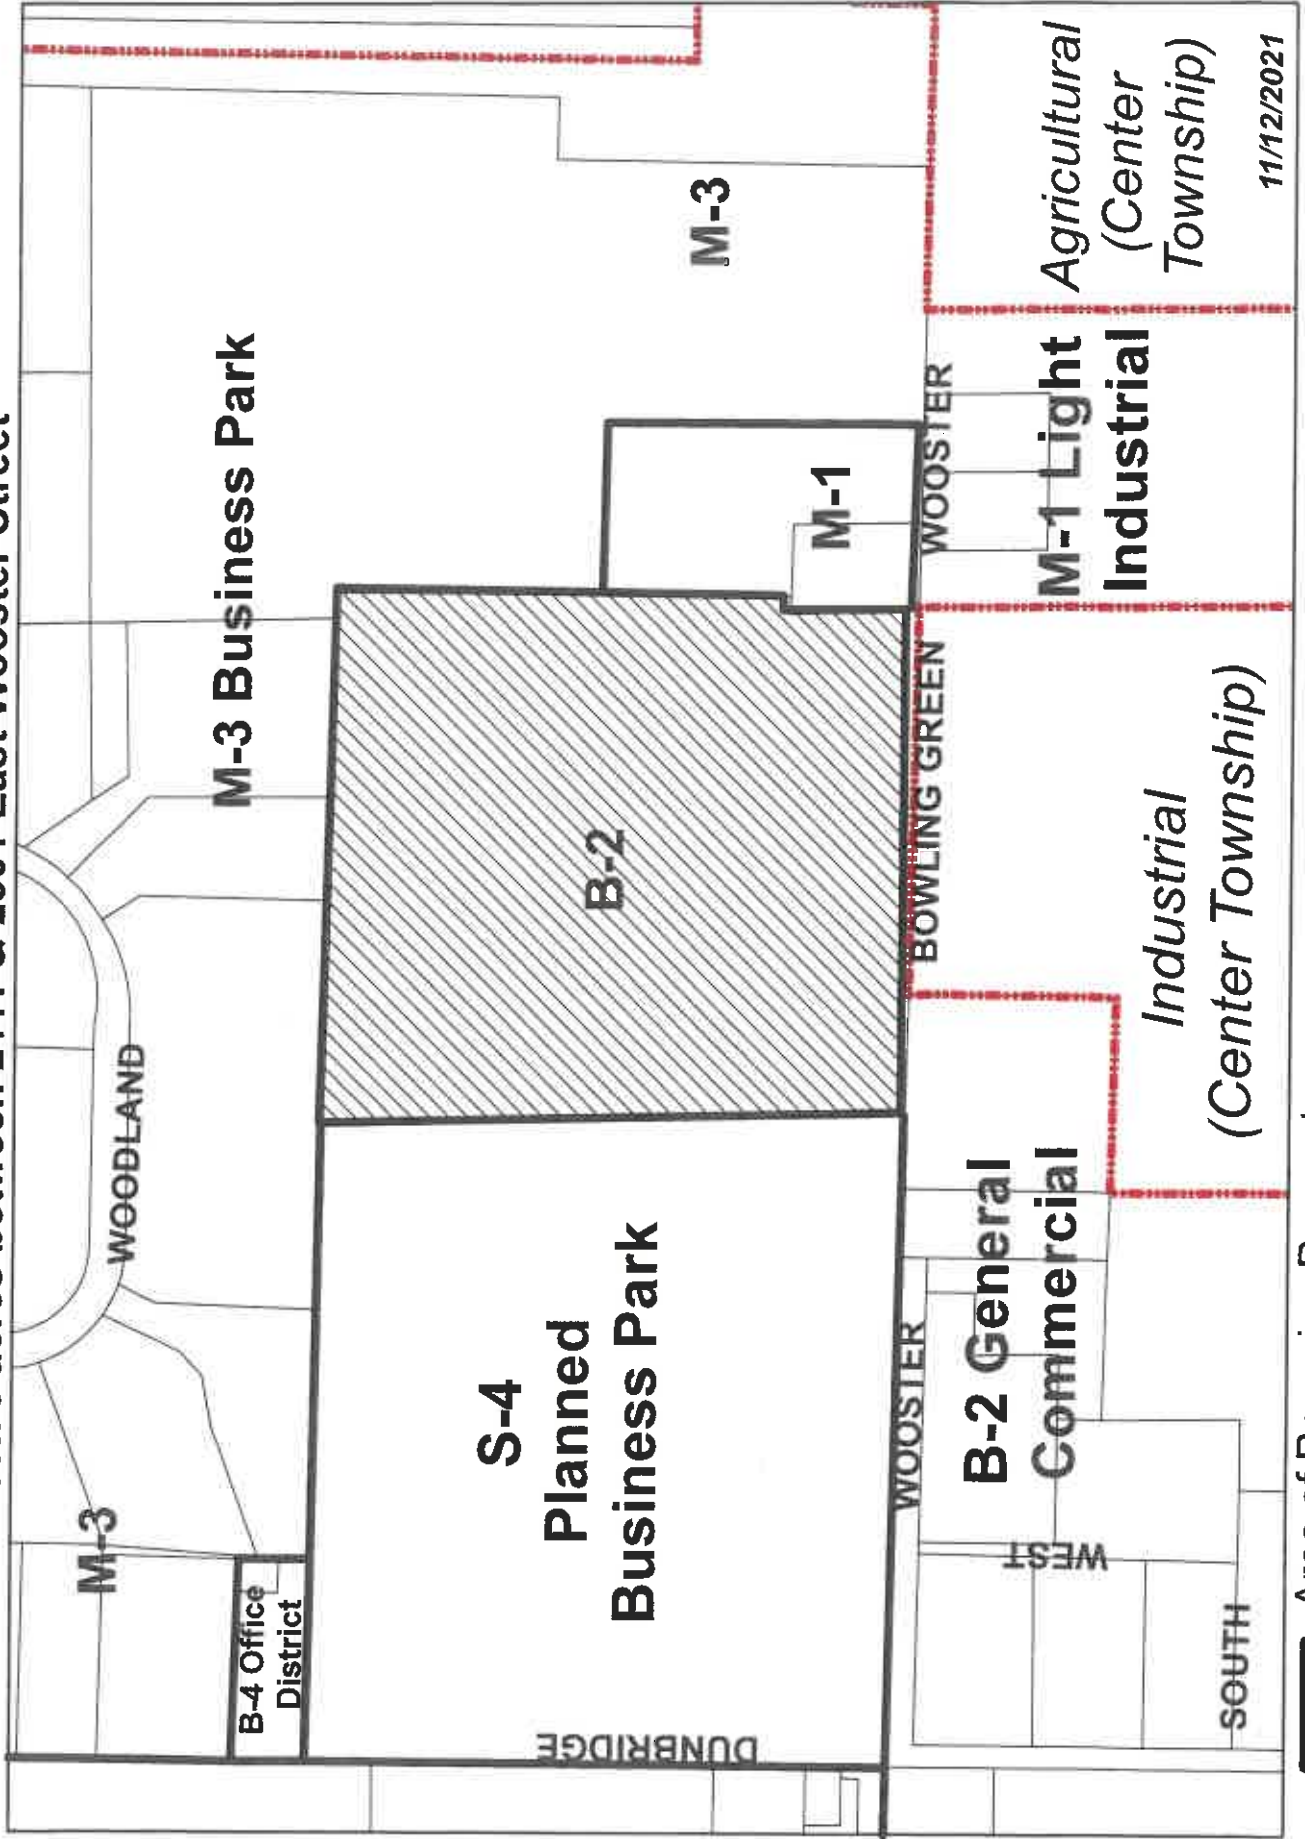 M-3 Business Park
WOODLAND
M-3
B-4 Office
District
M-3
S-4
Planned
Business Park
B-2
M-1
DUNBRIDGE
WOOSTER
BOWLING GREEN
WOOSTER
B-2 General
Commercial
M-1 Light
Industrial
Agricultural
(Center
Township)
Industrial
(Center Township)
WEST
SOUTH
11/12/2021